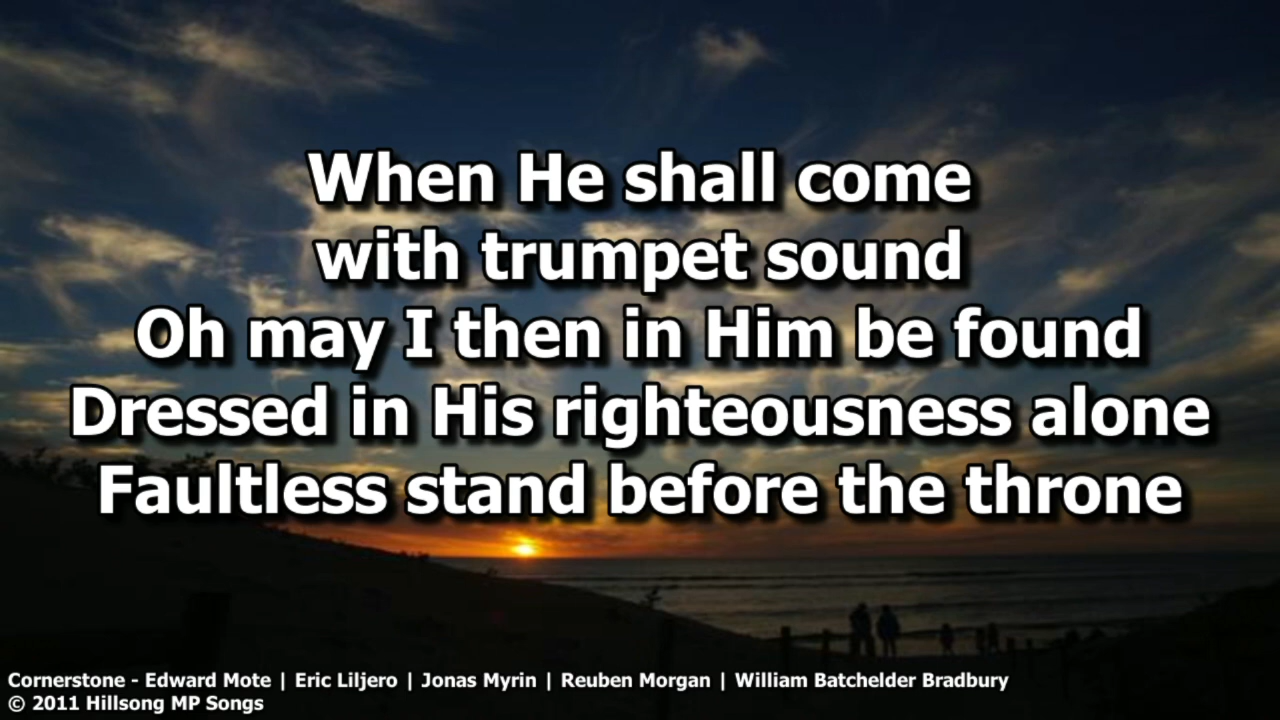 When He shall come
with trumpet sound
Oh may I then in Him be found
Dressed in His righteousness alone
Faultless stand before the throne
Cornerstone - Edward Mote | Eric Liljero | Jonas Myrin | Reuben Morgan | William Batchelder Bradbury
© 2011 Hillsong MP Songs